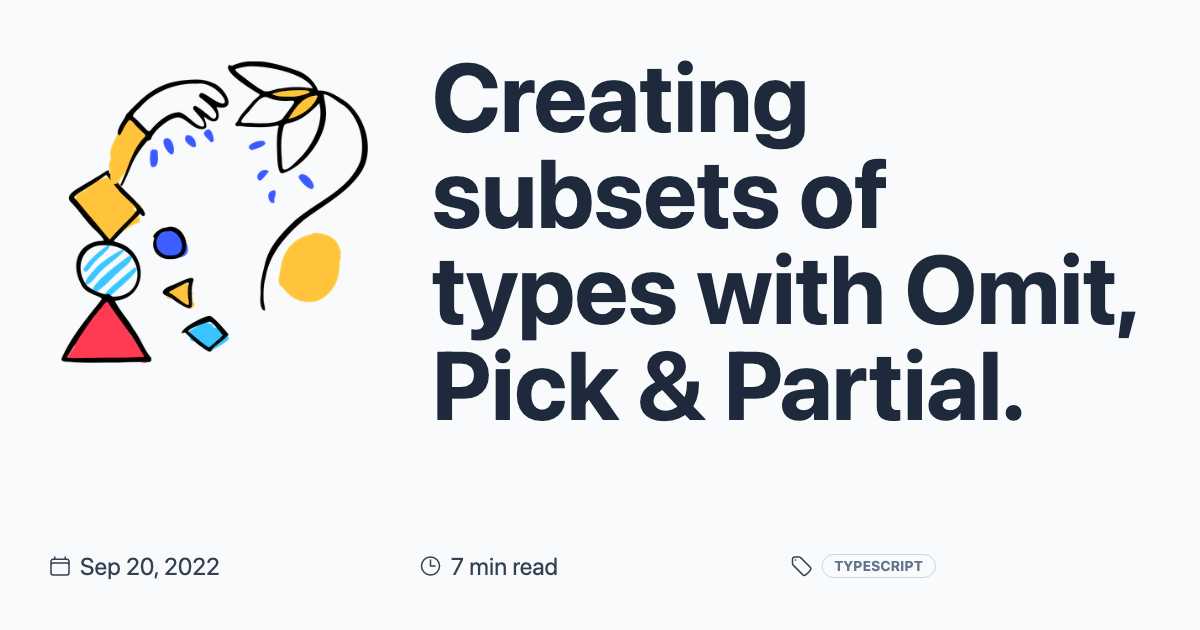 Creating
subsets of
types with Omit,
Pick & Partial.
Sep 20, 2022
7 min read
TYPESCRIPT